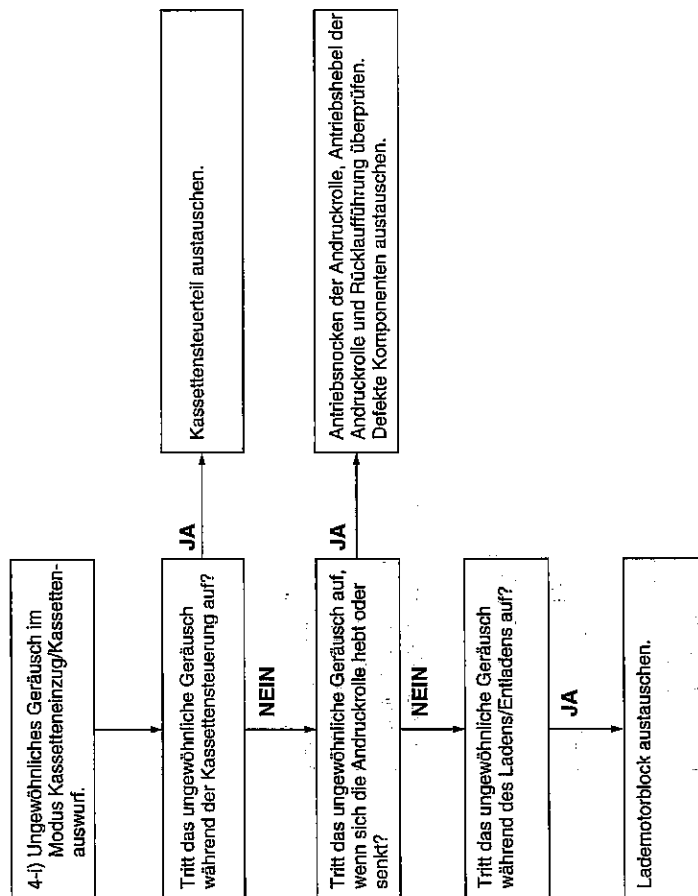 4-i) Ungewöhnliches Geräusch im
Modus Kassetteneinzug/Kassetten-
auswurf.
Tritt das ungewöhnliche Geräusch
während der Kassettensteuerung auf?
JA
Kassettensteuerteil austauschen.
NEIN
Tritt das ungewöhnliche Geräusch auf,
wenn sich die Andruckrolle hebt oder
senkt?
JA
Antriebsnocken der Andruckrolle, Antriebshebel der
Andruckrolle und Rücklaufführung überprüfen.
Defekte Komponenten austauschen.
NEIN
Tritt das ungewöhnliche Geräusch
während des Ladens/Entladens auf?
JA
Lademotorblock austauschen.